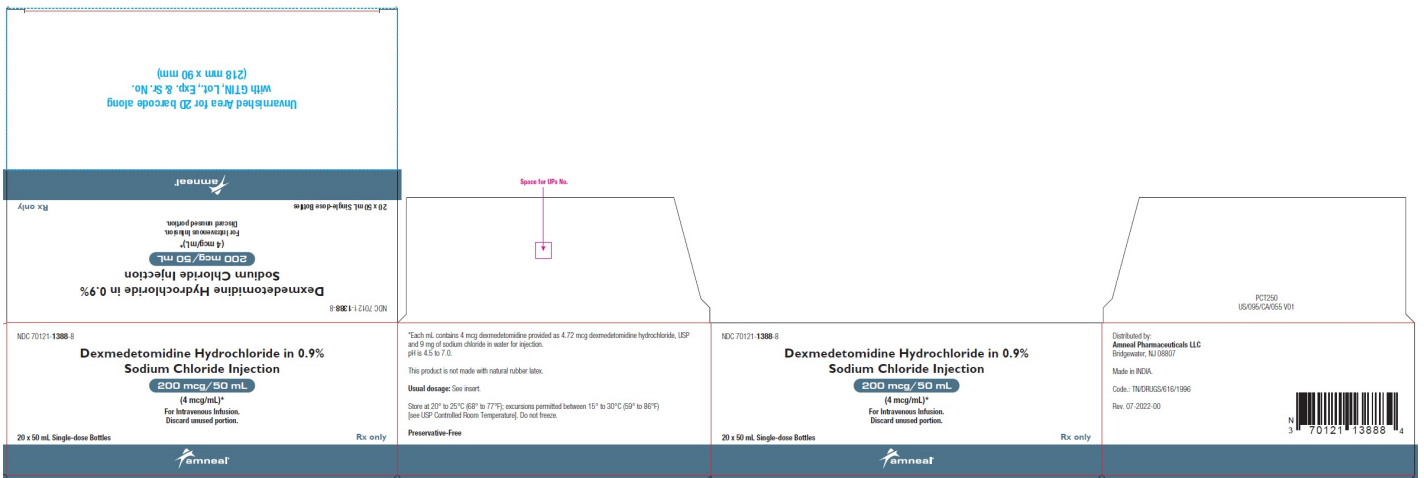 Unvarnished Area for 2D barcode along
with GTIN, Lot., Exp. & Sr. No.
(218 mm x 90 mm)
amneal
NDC 70121-1388-8
Dexmedetomidine Hydrochloride in 0.9%
Sodium Chloride Injection
200 mcg/50 mL
(4 mcg/mL)*
For Intravenous Infusion.
Discard unused portion.
20 x 50 mL Single-dose Bottles
Rx only
NDC 70121-1388-8
Dexmedetomidine Hydrochloride in 0.9%
Sodium Chloride Injection
200 mcg/50 mL
(4 mcg/mL)*
For Intravenous Infusion.
Discard unused portion.
20 x 50 mL Single-dose Bottles
Rx only
amneal
Space for UPs No.
*Each mL contains 4 mcg dexmedetomidine provided as 4.72 mcg dexmedetomidine hydrochloride, USP
and 9 mg of sodium chloride in water for injection.
pH is 4.5 to 7.0.
This product is not made with natural rubber latex.
Usual dosage: See insert.
Store at 20° to 25°C (68° to 77°F); excursions permitted between 15° to 30°C (59° to 86°F)
[see USP Controlled Room Temperature]. Do not freeze.
Preservative-Free
NDC 70121-1388-8
Dexmedetomidine Hydrochloride in 0.9%
Sodium Chloride Injection
200 mcg/50 mL
(4 mcg/mL)*
For Intravenous Infusion.
Discard unused portion.
20 x 50 mL Single-dose Bottles
Rx only
amneal
PCT250
US/095/CA/055 V01
Distributed by:
Amneal Pharmaceuticals LLC
Bridgewater, NJ 08807
Made in INDIA.
Code.: TN/DRUGS/616/1996
Rev. 07-2022-00
N
3 70121 13888 4